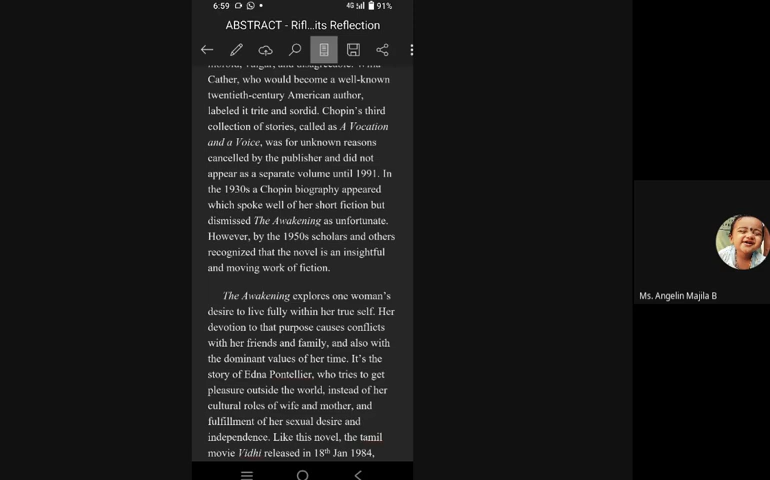 6:59 4G 91%
ABSTRACT - Rifl...its Reflection
morbid, vulgar, and disagreeable. Willa
Cather, who would become a well-known
twentieth-century American author,
labeled it trite and sordid. Chopin's third
collection of stories, called as A Vocation
and a Voice, was for unknown reasons
cancelled by the publisher and did not
appear as a separate volume until 1991. In
the 1930s a Chopin biography appeared
which spoke well of her short fiction but
dismissed The Awakening as unfortunate.
However, by the 1950s scholars and others
recognized that the novel is an insightful
and moving work of fiction.
The Awakening explores one woman's
desire to live fully within her true self. Her
devotion to that purpose causes conflicts
with her friends and family, and also with
the dominant values of her time. It's the
story of Edna Pontellier, who tries to get
pleasure outside the world, instead of her
cultural roles of wife and mother, and
fulfillment of her sexual desire and
independence. Like this novel, the tamil
movie Vidhi released in 18th Jan 1984,
Ms. Angelin Majila B